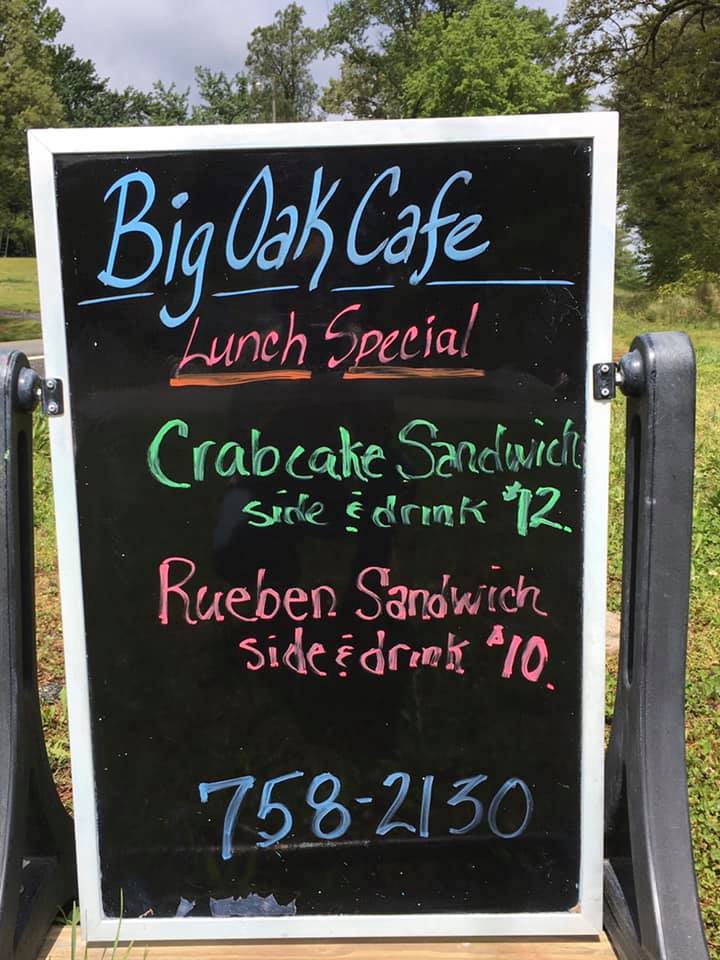 Big Oak Cafe
Lunch Special
Crabcake Sandwich
side & drink $12.
Rueben Sandwich
side & drink $10.
758-2130